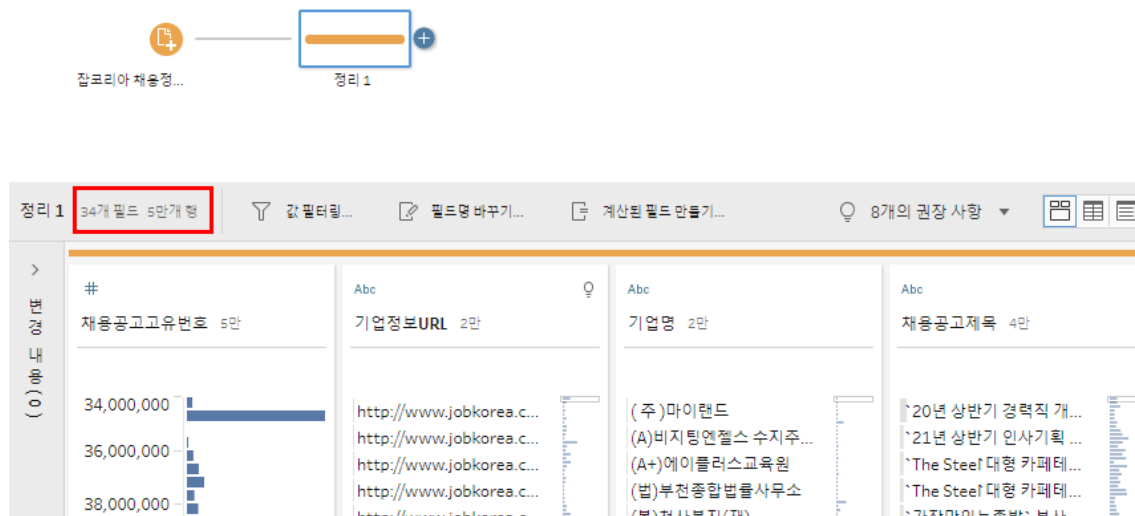 잡코리아 채용정...
정리 1
정리 1 34개 필드 5만개 행 값 필터링... 필드명 바꾸기... 계산된 필드 만들기... 8개의 권장 사항
변경 내용(0)
# Abc Abc Abc
채용공고고유번호 5만 기업정보URL 2만 기업명 2만 채용공고제목 4만
34,000,000 http://www.jobkorea.c... (주)마이랜드 `20년 상반기 경력직 개...
http://www.jobkorea.c... (A)비지팅엔젤스 수지주... `21년 상반기 인사기획 ...
36,000,000 http://www.jobkorea.c... (A+)에이플러스교육원 `The Steel` 대형 카페테...
http://www.jobkorea.c... (법)부천종합법률사무소 `The Steel` 대형 카페테...
38,000,000